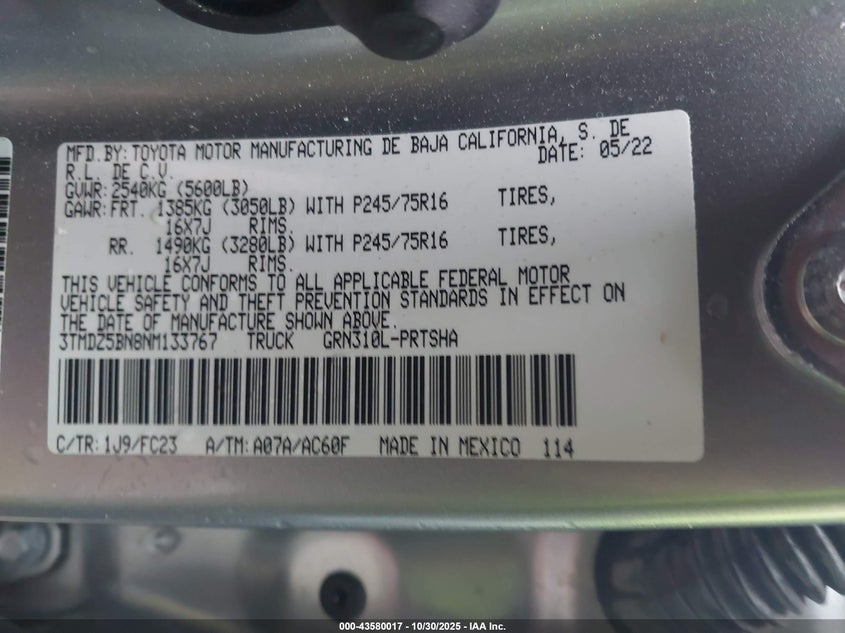 MFD.BY:TOYOTA MOTOR MANUFACTURING DE BAJA CALIFORNIA, S. DE
R.L. DE C.V. DATE: 05/22
GVWR:2540KG (5600LB)
GAWR:FRT. 1385KG (3050LB) WITH P245/75R16 TIRES,
16X7J RIMS.
RR. 1490KG (3280LB) WITH P245/75R16 TIRES,
16X7J RIMS.
THIS VEHICLE CONFORMS TO ALL APPLICABLE FEDERAL MOTOR
VEHICLE SAFETY AND THEFT PREVENTION STANDARDS IN EFFECT ON
THE DATE OF MANUFACTURE SHOWN ABOVE.
3TMDZ5BN8NM133767 TRUCK GRN310L-PRTSHA
C/TR:1J9/FC23 A/TM:A07A/AC60F MADE IN MEXICO 114
000-43580017 - 10/30/2025 - IAA Inc.